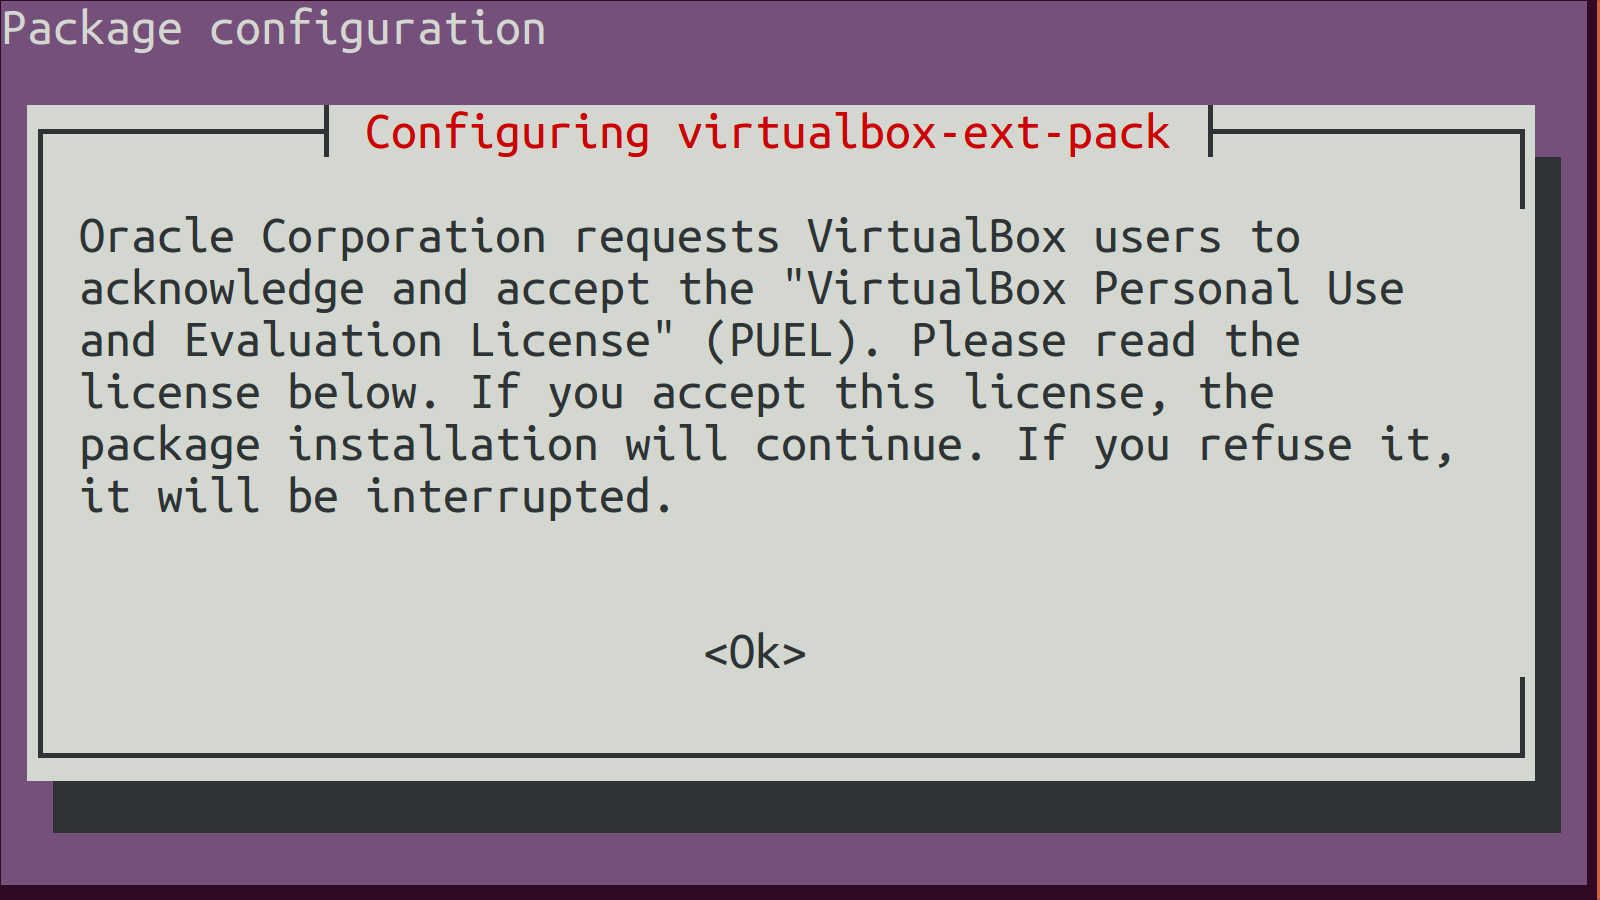 Package configuration
Configuring virtualbox-ext-pack
Oracle Corporation requests VirtualBox users to
acknowledge and accept the "VirtualBox Personal Use
and Evaluation License" (PUEL). Please read the
license below. If you accept this license, the
package installation will continue. If you refuse it,
it will be interrupted.
<Ok>